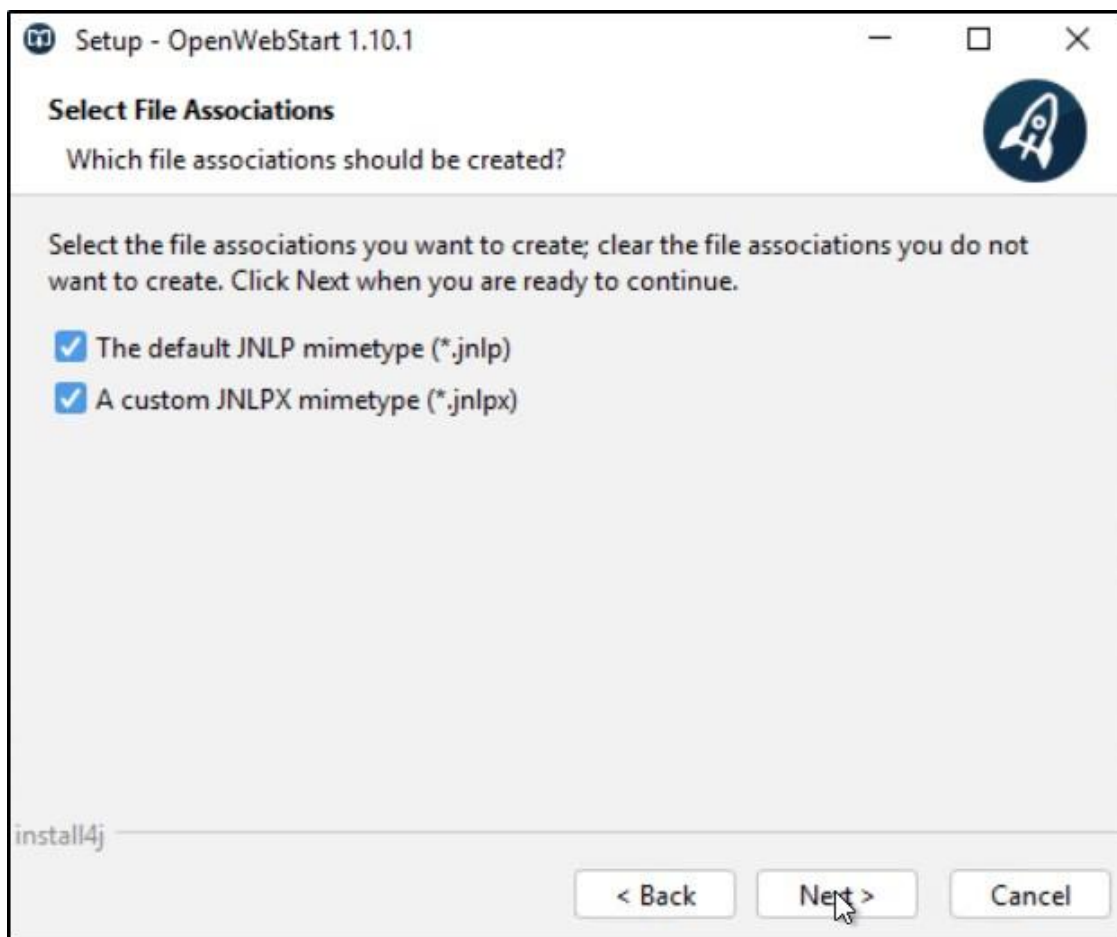 Setup - OpenWebStart 1.10.1
Select File Associations
Which file associations should be created?
Select the file associations you want to create; clear the file associations you do not
want to create. Click Next when you are ready to continue.
The default JNLP mimetype (*.jnlp)
A custom JNLPX mimetype (*.jnlpx)
install4j
< Back
Next >
Cancel